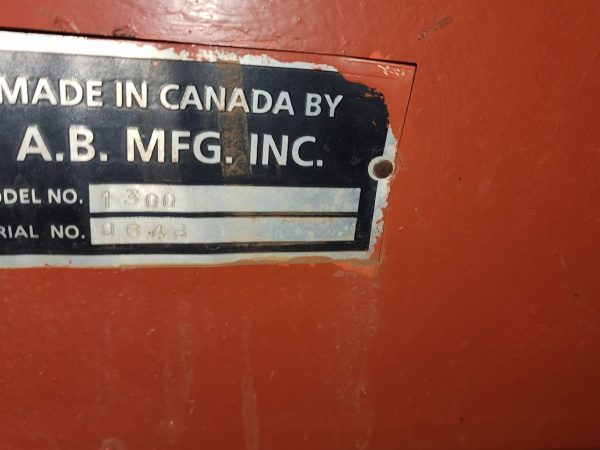 MADE IN CANADA BY
A.B. MFG. INC.
ODEL NO. 1300
RIAL NO.